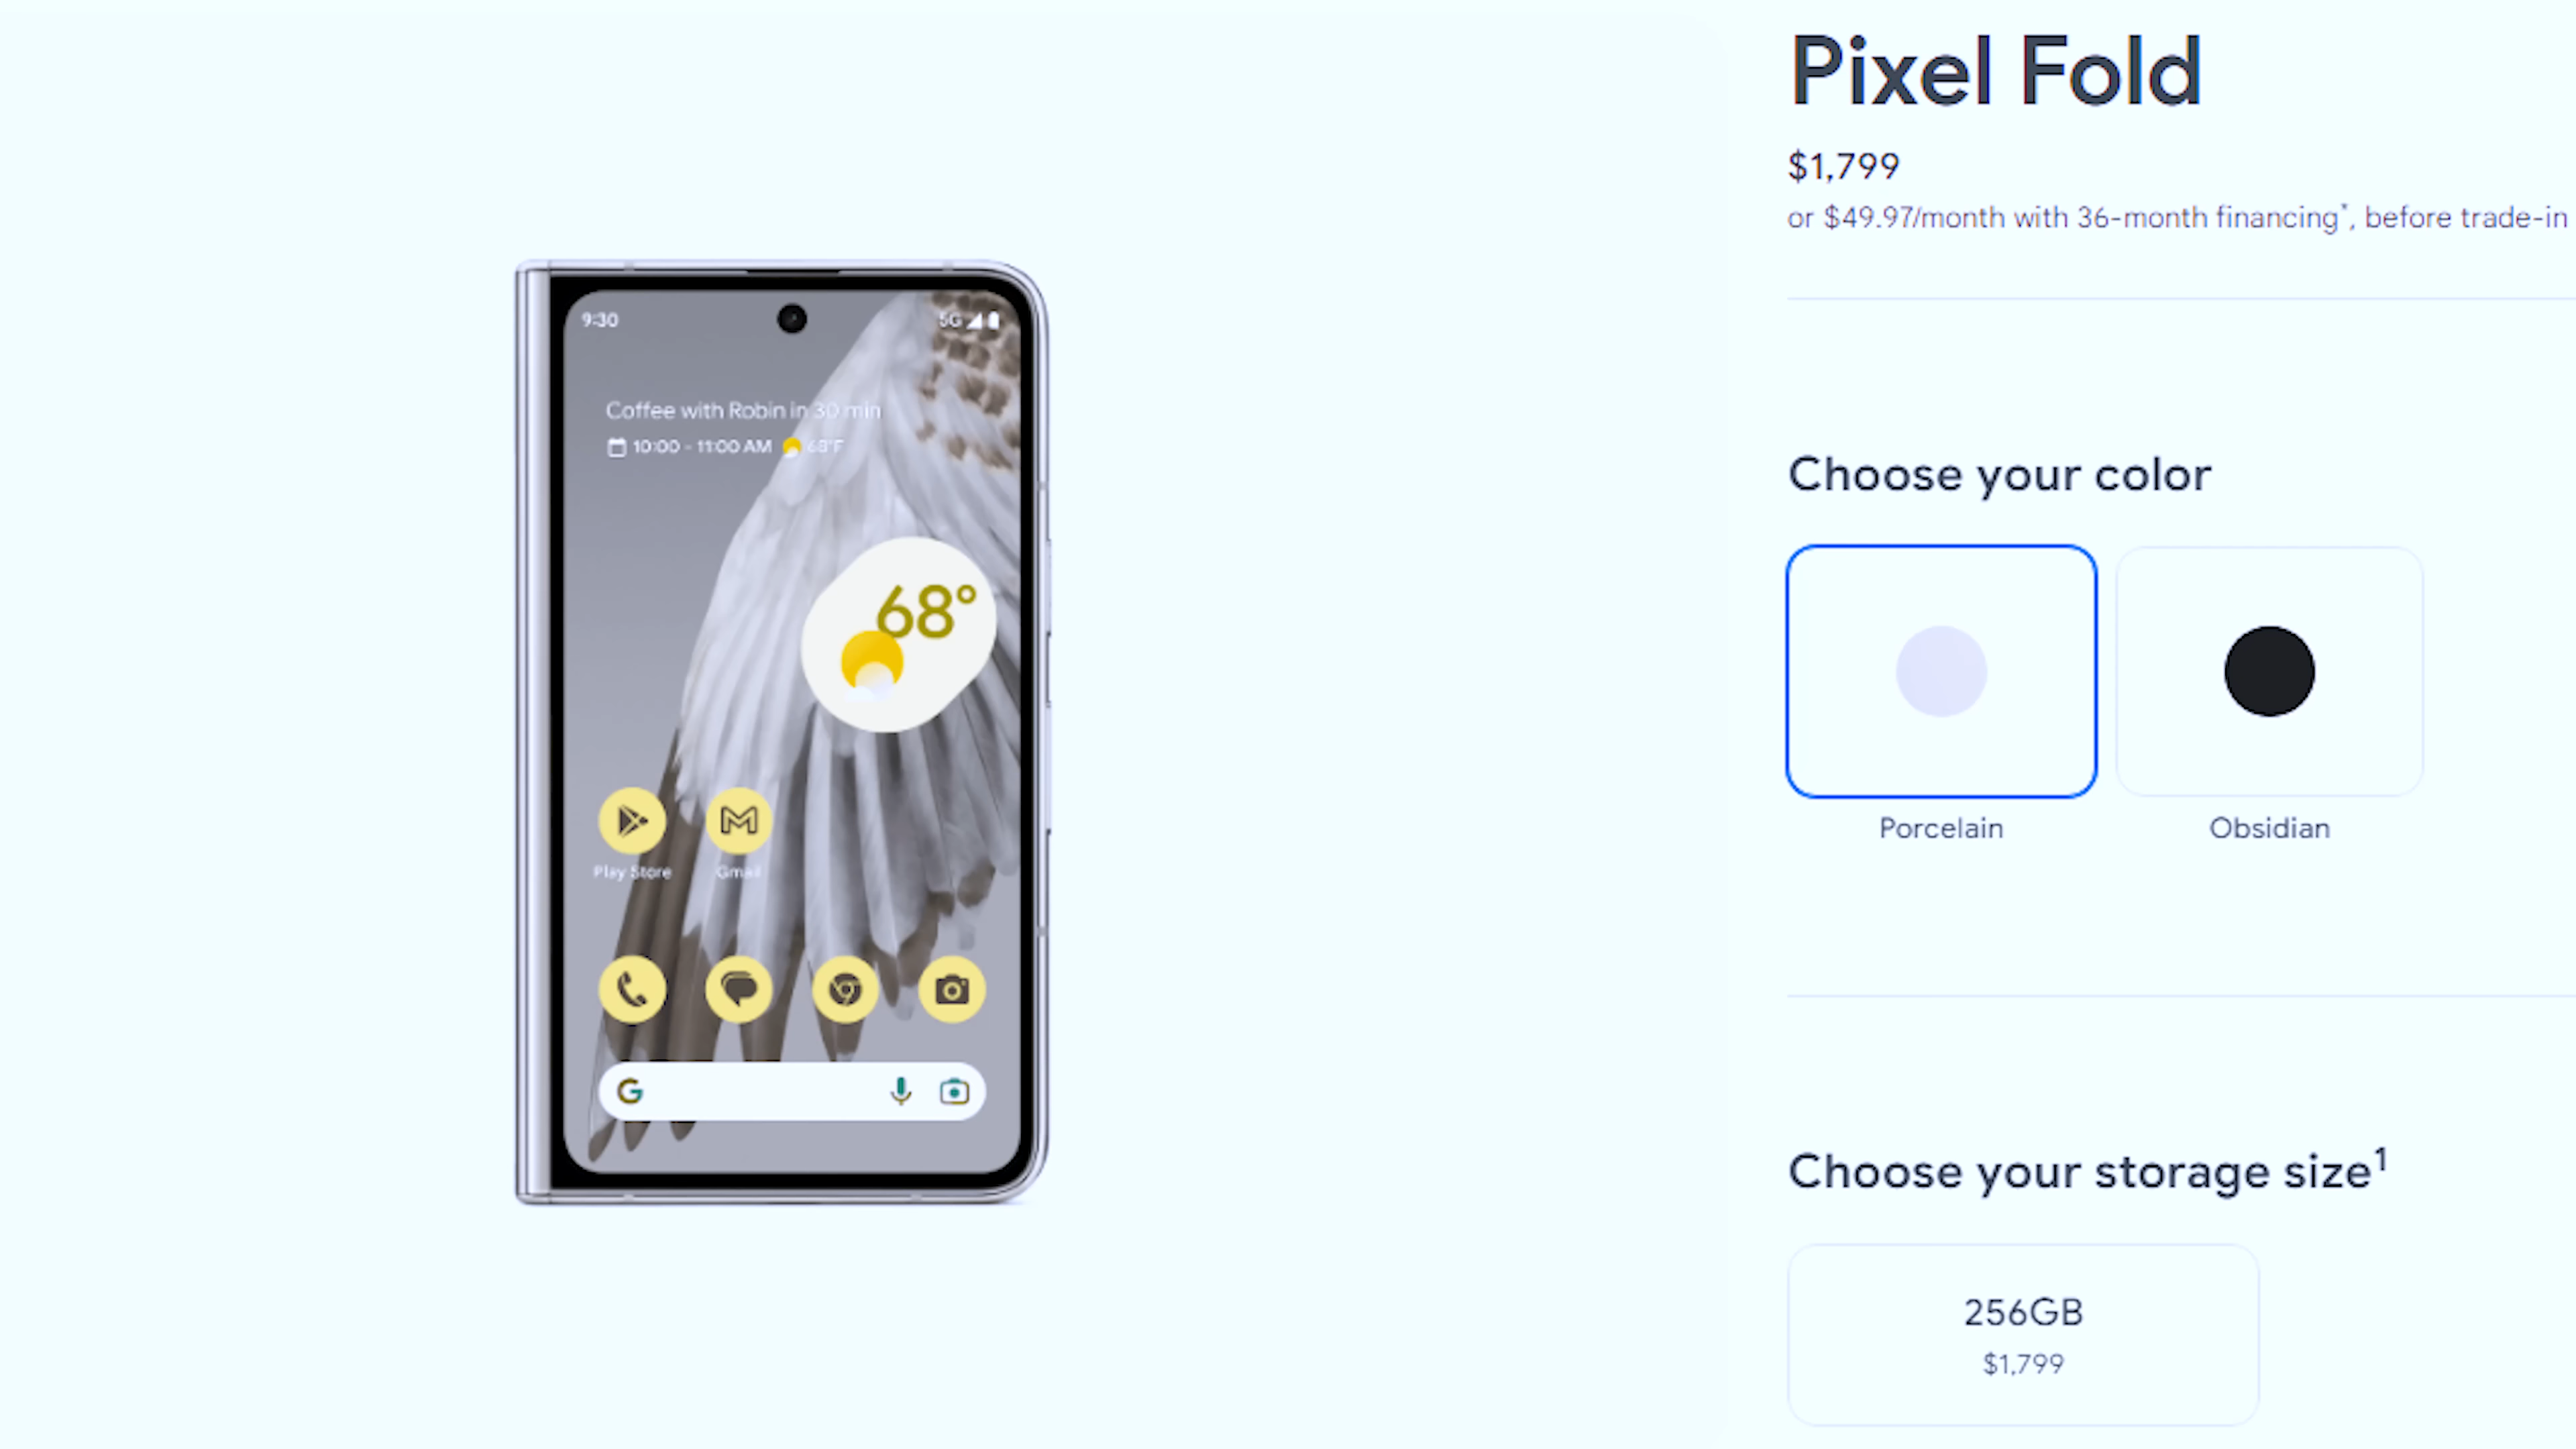 Pixel Fold
$1,799
or $49.97/month with 36-month financing*, before trade-in
9:30
5G
Coffee with Robin in 30 min
10:00 - 11:00 AM 68°F
68°
Play Store
Gmail
G
Choose your color
Porcelain
Obsidian
Choose your storage size¹
256GB
$1,799